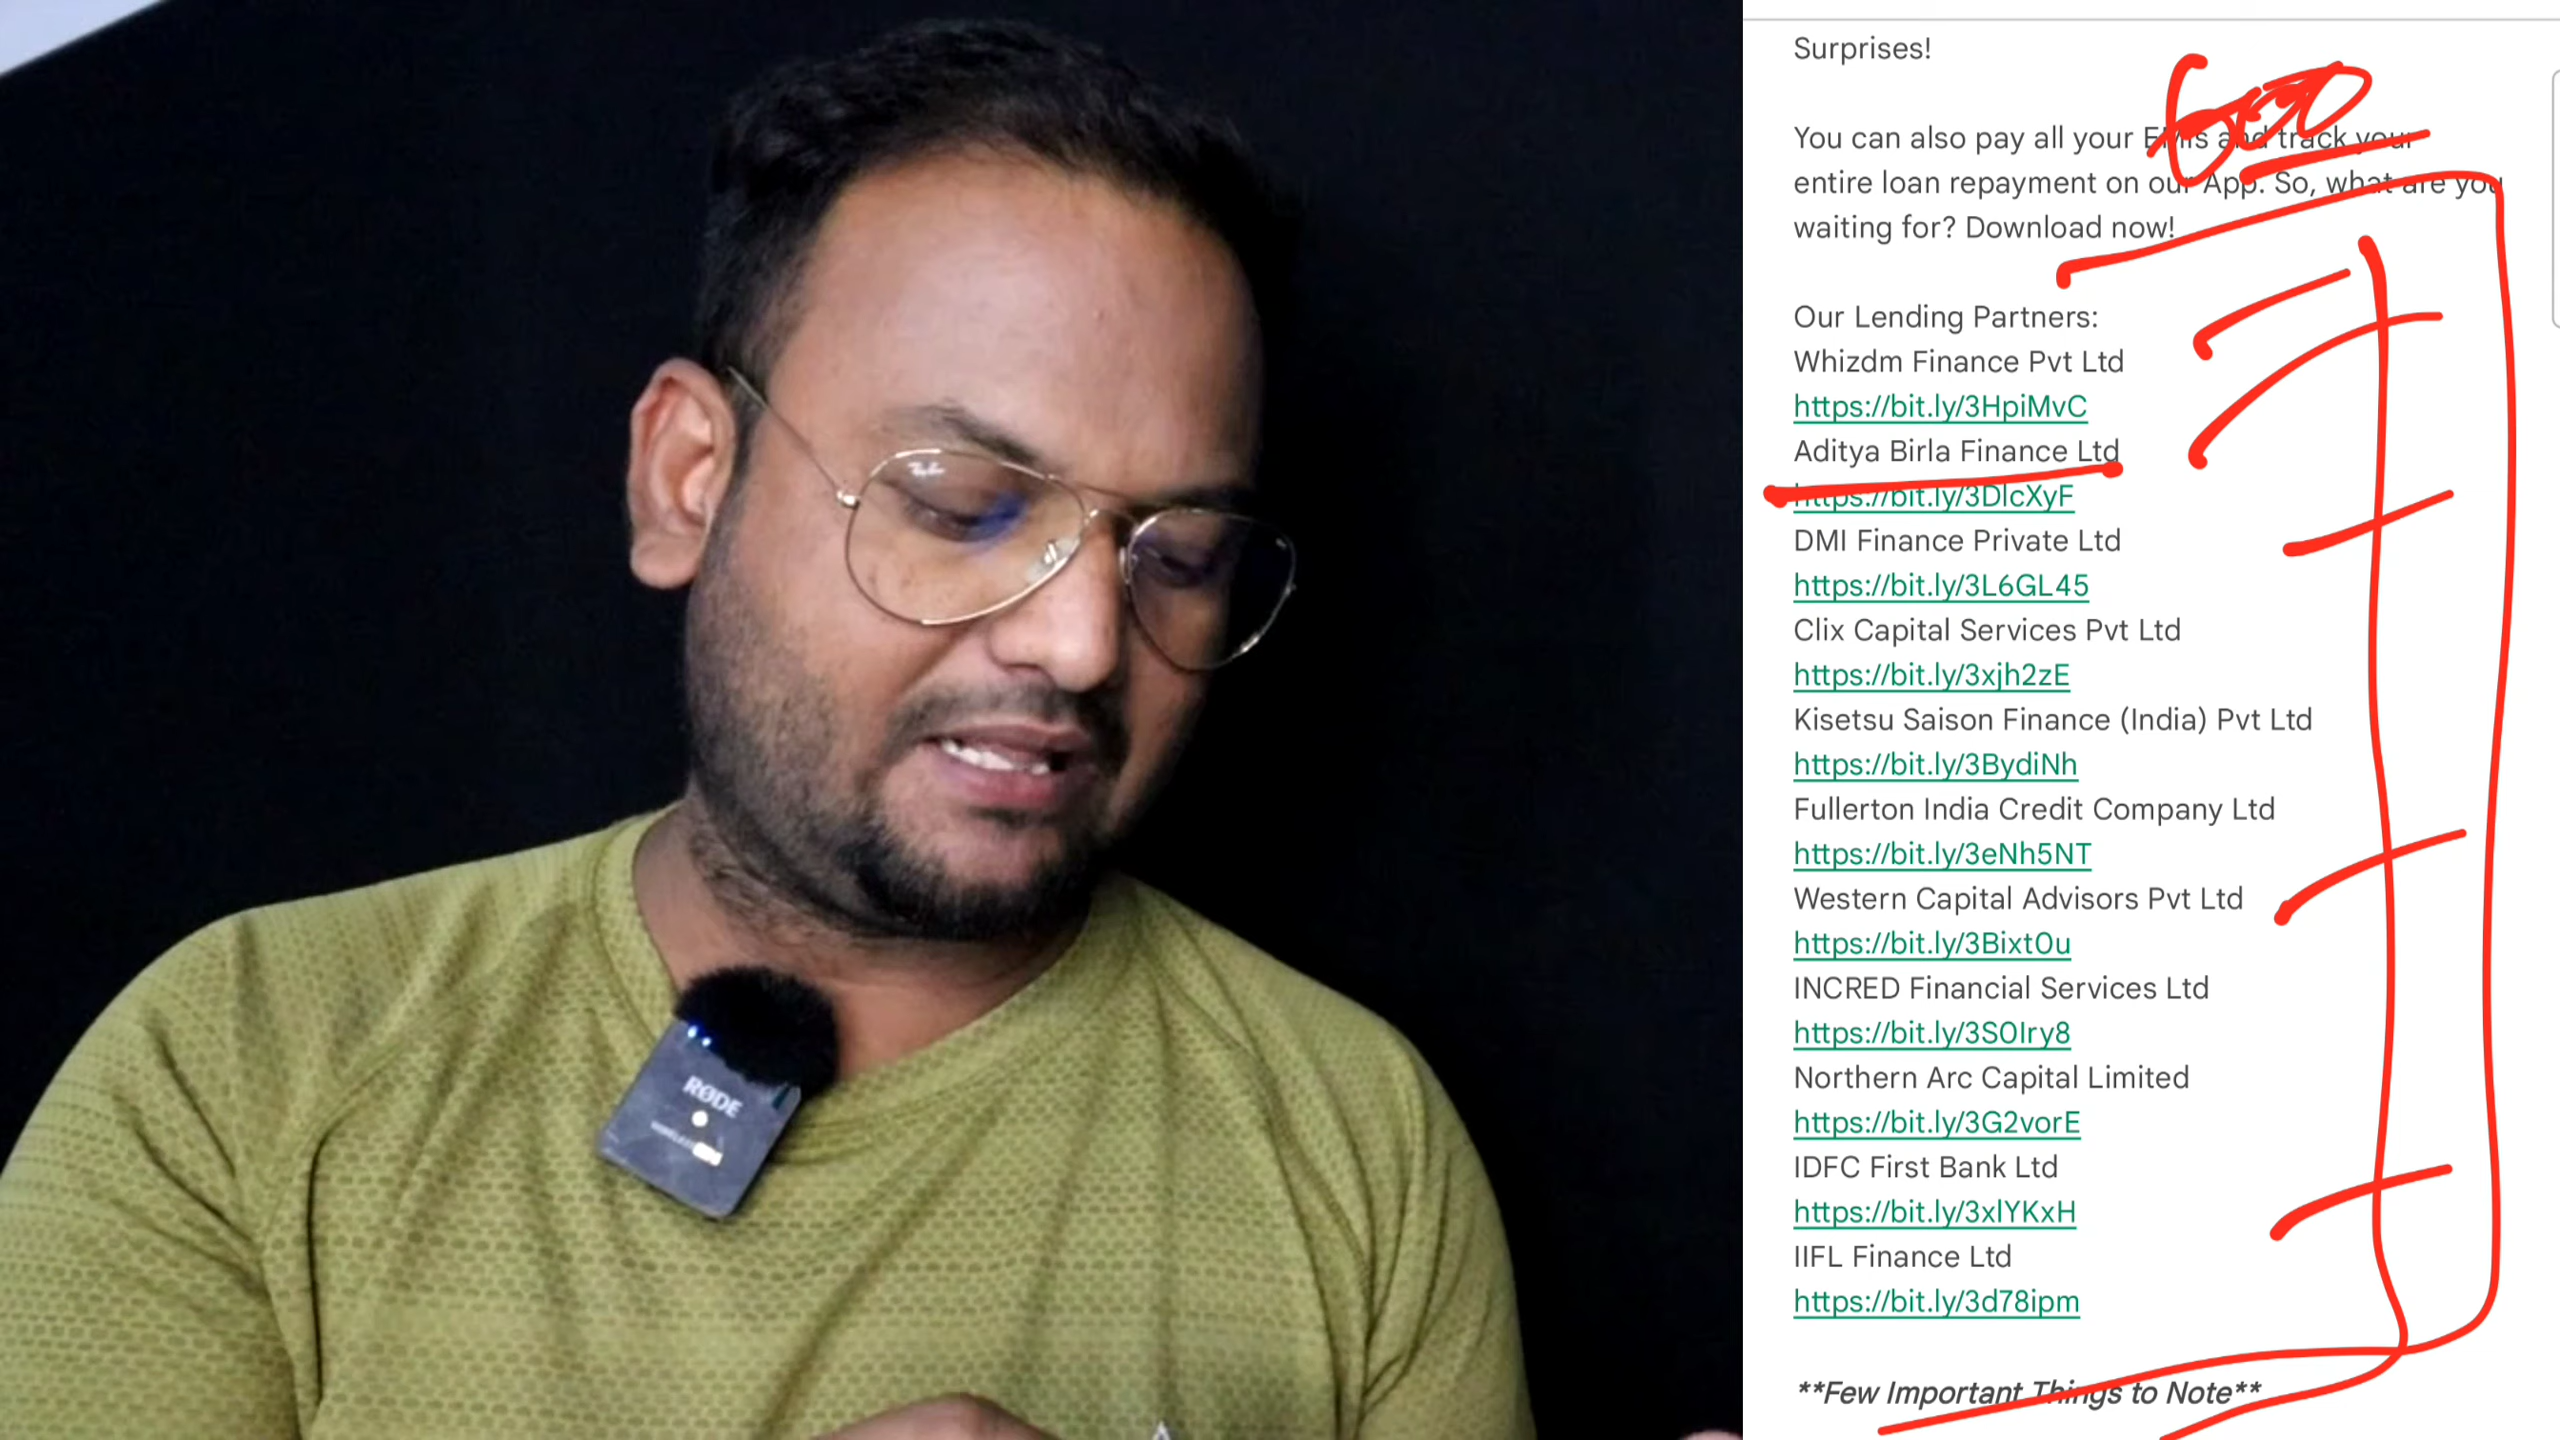 Surprises!
You can also pay all your EMIs and track your
entire loan repayment on our App. So, what are you
waiting for? Download now!
Our Lending Partners:
Whizdm Finance Pvt Ltd
https://bit.ly/3HpiMvC
Aditya Birla Finance Ltd
https://bit.ly/3DlcXyF
DMI Finance Private Ltd
https://bit.ly/3L6GL45
Clix Capital Services Pvt Ltd
https://bit.ly/3xjh2zE
Kisetsu Saison Finance (India) Pvt Ltd
https://bit.ly/3BydiNh
Fullerton India Credit Company Ltd
https://bit.ly/3eNh5NT
Western Capital Advisors Pvt Ltd
https://bit.ly/3Bixt0u
INCRED Financial Services Ltd
https://bit.ly/3S0Iry8
Northern Arc Capital Limited
https://bit.ly/3G2vorE
IDFC First Bank Ltd
https://bit.ly/3xlYKxH
IIFL Finance Ltd
https://bit.ly/3d78ipm
**Few Important Things to Note**
Ray-Ban
RØDE